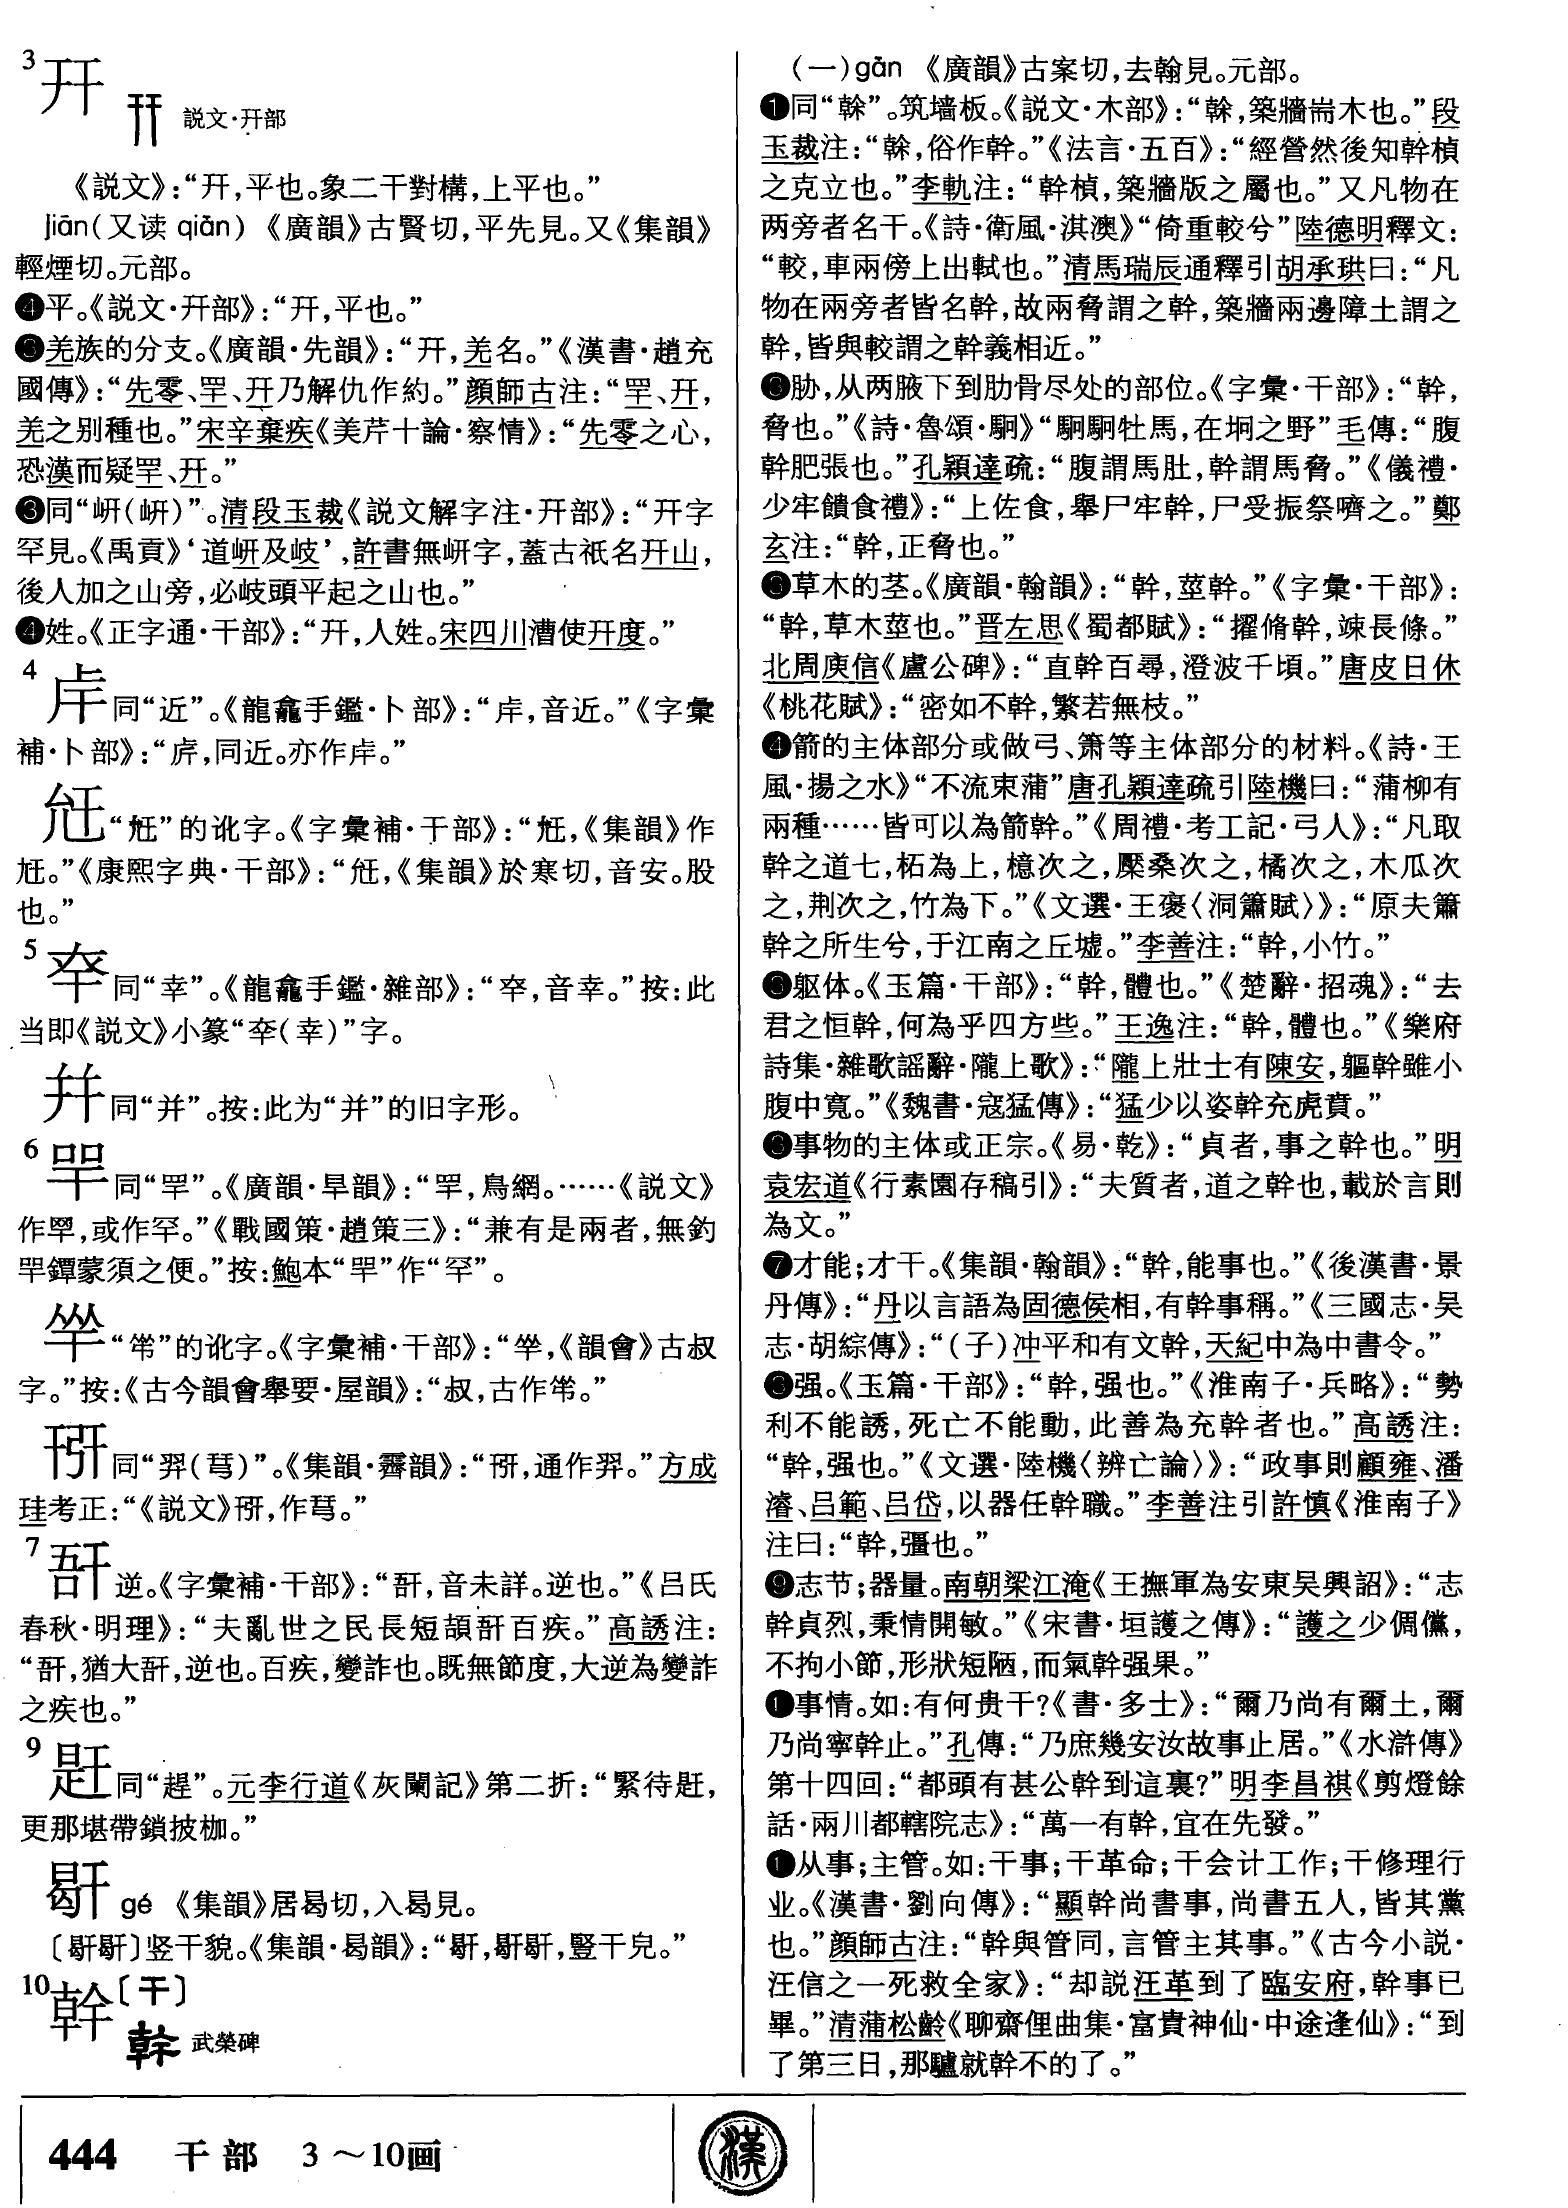 3 幵
幵 説文·幵部
《説文》:“幵,平也。象二干對構,上平也。”
jiān(又读 qiān) 《廣韻》古賢切,平先見。又《集韻》
輕煙切。元部。
❹平。《説文·幵部》:“幵,平也。”
❸羌族的分支。《廣韻·先韻》:“幵,羌名。”《漢書·趙充
國傳》:“先零、罕、幵乃解仇作約。”顔師古注:“罕、幵,
羌之别種也。”宋辛棄疾《美芹十論·察情》:“先零之心,
恐漢而疑罕、幵。”
❸同“岍(岍)”。清段玉裁《説文解字注·幵部》:“幵字
罕見。《禹貢》‘道岍及岐’,許書無岍字,蓋古衹名幵山,
後人加之山旁,必岐頭平起之山也。”
❹姓。《正字通·干部》:“幵,人姓。宋四川漕使幵度。”
4
同“近”。《龍龕手鑑·卜部》:“𠧗,音近。”《字彙
補·卜部》:“,同近。亦作。”
“尪”的讹字。《字彙補·干部》:“,《集韻》作
尪。”《康熙字典·干部》:“,《集韻》於寒切,音安。股
也。”
5
同“幸”。《龍龕手鑑·雜部》:“,音幸。”按:此
当即《説文》小篆“㚔(幸)”字。
并 同“并”。按:此为“并”的旧字形。
6
同“罕”。《廣韻·旱韻》:“罕,鳥網。……《説文》
作罕,或作罕。”《戰國策·趙策三》:“兼有是兩者,無釣
罕鐔蒙須之便。”按:鮑本“罕”作“罕”。
“”的讹字。《字彙補·干部》:“,《韻會》古叔
字。”按:《古今韻會舉要·屋韻》:“叔,古作。”
同“羿(𢏗)”。《集韻·霽韻》:“,通作羿。”方成
珪考正:“《説文》,作𢏗。”
7 㖕 逆。《字彙補·干部》:“,音未詳。逆也。”《吕氏
春秋·明理》:“夫亂世之民長短頡百疾。”高誘注:
“,猶大,逆也。百疾,變詐也。既無節度,大逆為變詐
之疾也。”
9
同“趕”。元李行道《灰闌記》第二折:“緊待赶,
更那堪帶鎖披枷。”
gé 《集韻》居曷切,入曷見。
〔〕竖干貌。《集韻·曷韻》:“,豎干皃。”
10 幹〔干〕
幹 武榮碑
(一)gàn 《廣韻》古案切,去翰見。元部。
❶同“榦”。筑墙板。《説文·木部》:“榦,築牆耑木也。”段
玉裁注:“榦,俗作幹。”《法言·五百》:“經營然後知幹楨
之克立也。”李軌注:“幹楨,築牆版之屬也。”又凡物在
两旁者名干。《詩·衛風·淇澳》“倚重較兮”陸德明釋文:
“較,車兩傍上出軾也。”清馬瑞辰通釋引胡承珙曰:“凡
物在兩旁者皆名幹,故兩脅謂之幹,築牆兩邊障土謂之
幹,皆與較謂之幹義相近。”
❸胁,从两腋下到肋骨尽处的部位。《字彙·干部》:“幹,
脅也。”《詩·魯頌·駉》“駉駉牡馬,在坰之野”毛傳:“腹
幹肥張也。”孔穎達疏:“腹謂馬肚,幹謂馬脅。”《儀禮·
少牢饋食禮》:“上佐食,舉尸牢幹,尸受振祭嚌之。”鄭
玄注:“幹,正脅也。”
❸草木的茎。《廣韻·翰韻》:“幹,莖幹。”《字彙·干部》:
“幹,草木莖也。”晋左思《蜀都賦》:“擢脩幹,竦長條。”
北周庾信《盧公碑》:“直幹百尋,澄波千頃。”唐皮日休
《桃花賦》:“密如不幹,繁若無枝。”
❹箭的主体部分或做弓、箫等主体部分的材料。《詩·王
風·揚之水》“不流束蒲”唐孔穎達疏引陸機曰:“蒲柳有
兩種……皆可以為箭幹。”《周禮·考工記·弓人》:“凡取
幹之道七,柘為上,檍次之,檿桑次之,橘次之,木瓜次
之,荆次之,竹為下。”《文選·王褒〈洞簫賦〉》:“原夫簫
幹之所生兮,于江南之丘墟。”李善注:“幹,小竹。”
❺躯体。《玉篇·干部》:“幹,體也。”《楚辭·招魂》:“去
君之恒幹,何為乎四方些。”王逸注:“幹,體也。”《樂府
詩集·雜歌謡辭·隴上歌》:“隴上壯士有陳安,軀幹雖小
腹中寬。”《魏書·寇猛傳》:“猛少以姿幹充虎賁。”
❻事物的主体或正宗。《易·乾》:“貞者,事之幹也。”明
袁宏道《行素園存稿引》:“夫質者,道之幹也,載於言則
為文。”
❼才能;才干。《集韻·翰韻》:“幹,能事也。”《後漢書·景
丹傳》:“丹以言語為固德侯相,有幹事稱。”《三國志·吴
志·胡綜傳》:“(子)冲平和有文幹,天紀中為中書令。”
❽强。《玉篇·干部》:“幹,强也。”《淮南子·兵略》:“勢
利不能誘,死亡不能動,此善為充幹者也。”高誘注:
“幹,强也。”《文選·陸機〈辨亡論〉》:“政事則顧雍、潘
濬、吕範、吕岱,以器任幹職。”李善注引許慎《淮南子》
注曰:“幹,彊也。”
❾志节;器量。南朝梁江淹《王撫軍為安東吴興詔》:“志
幹貞烈,秉情開敏。”《宋書·垣護之傳》:“護之少倜儻,
不拘小節,形狀短陋,而氣幹强果。”
❶事情。如:有何贵干?《書·多士》:“爾乃尚有爾土,爾
乃尚寧幹止。”孔傳:“乃庶幾安汝故事止居。”《水滸傳》
第十四回:“都頭有甚公幹到這裏?”明李昌祺《剪燈餘
話·兩川都轄院志》:“萬一有幹,宜在先發。”
❶从事;主管。如:干事;干革命;干会计工作;干修理行
业。《漢書·劉向傳》:“顯幹尚書事,尚書五人,皆其黨
也。”顔師古注:“幹與管同,言管主其事。”《古今小説·
汪信之一死救全家》:“却説汪革到了臨安府,幹事已
畢。”清蒲松齡《聊齋俚曲集·富貴神仙·中途逢仙》:“到
了第三日,那驢就幹不的了。”
444 干部 3～10画
漢